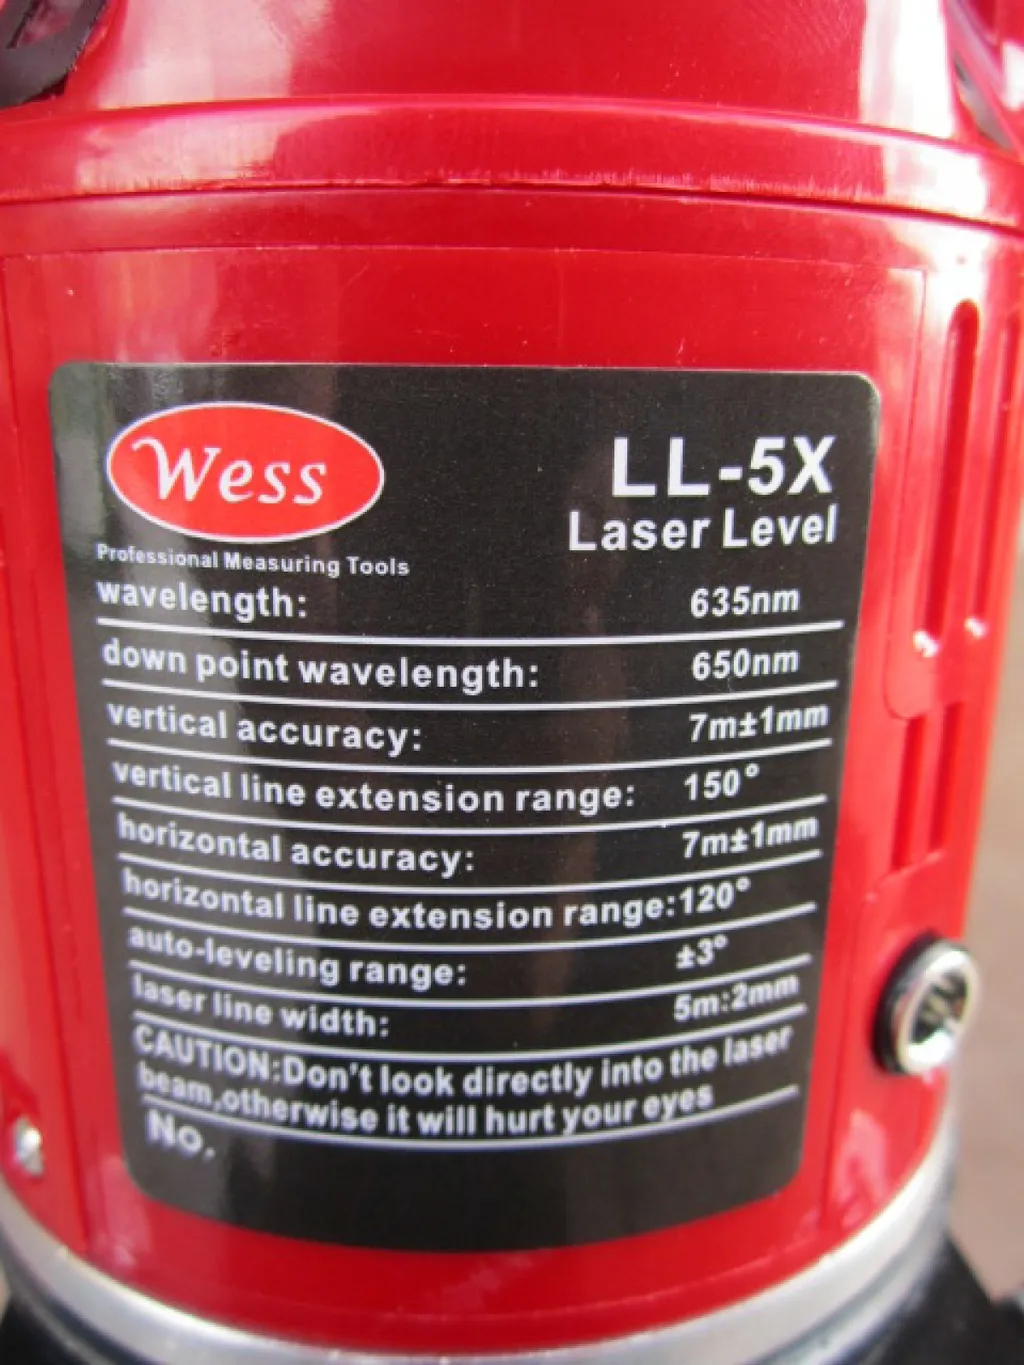 Wess
Professional Measuring Tools
LL-5X
Laser Level
wavelength: 635nm
down point wavelength: 650nm
vertical accuracy: 7m±1mm
vertical line extension range: 150°
horizontal accuracy: 7m±1mm
horizontal line extension range:120°
auto-leveling range: ±3°
laser line width: 5m:2mm
CAUTION:Don't look directly into the laser
beam,otherwise it will hurt your eyes
No.